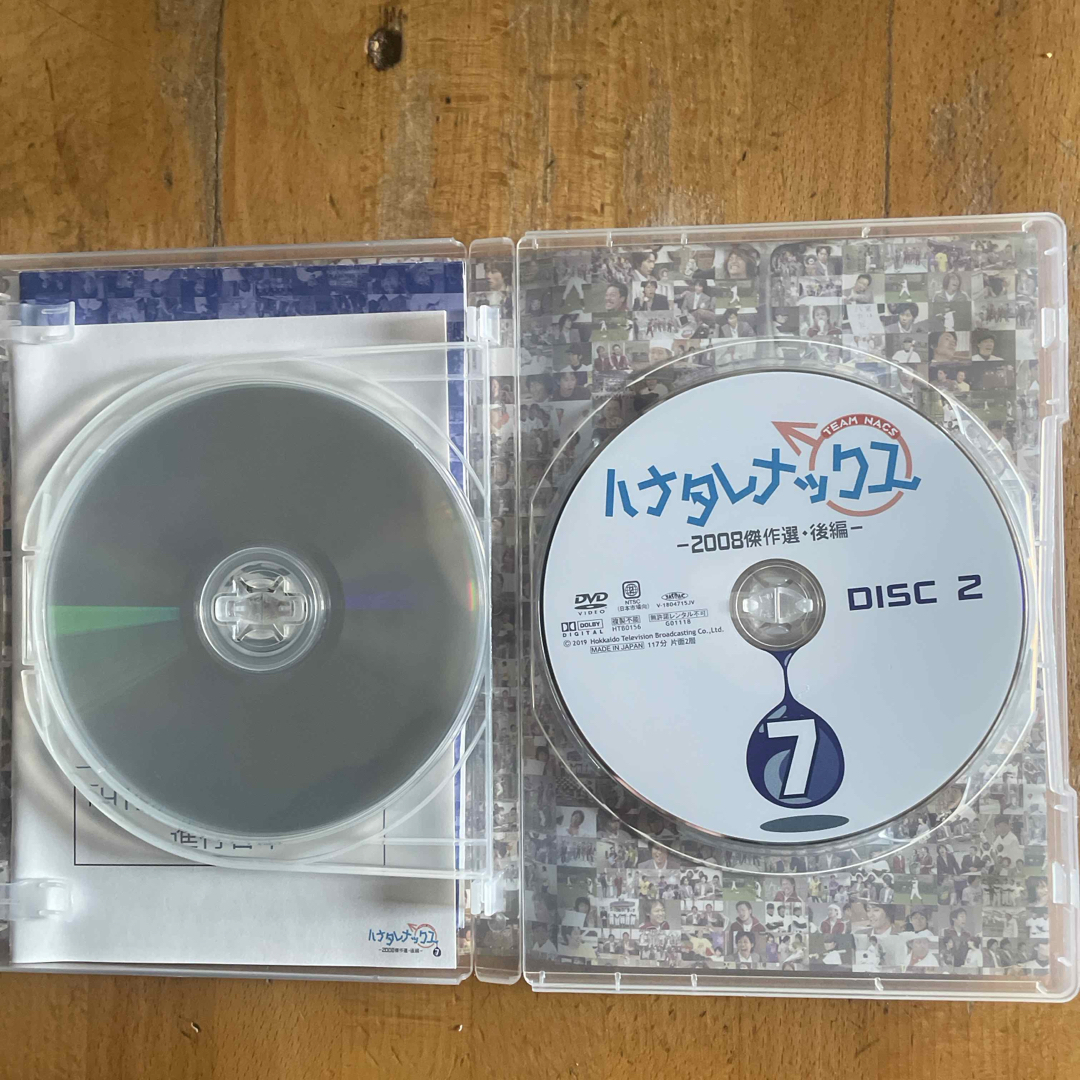 TEAM NACS
ハナタレナックス
-2008傑作選・後編-
DISC 2
DVD
VIDEO
NTSC
(日本市場向)
V-1804715JV
DOLBY
DIGITAL
複製不能
無許諾レンタル不可
HTB0156
G01118
© 2019 Hokkaido Television Broadcasting Co.,Ltd.
MADE IN JAPAN 117分 片面2層
7
ハナタレナックス
-2008傑作選・後編-
7